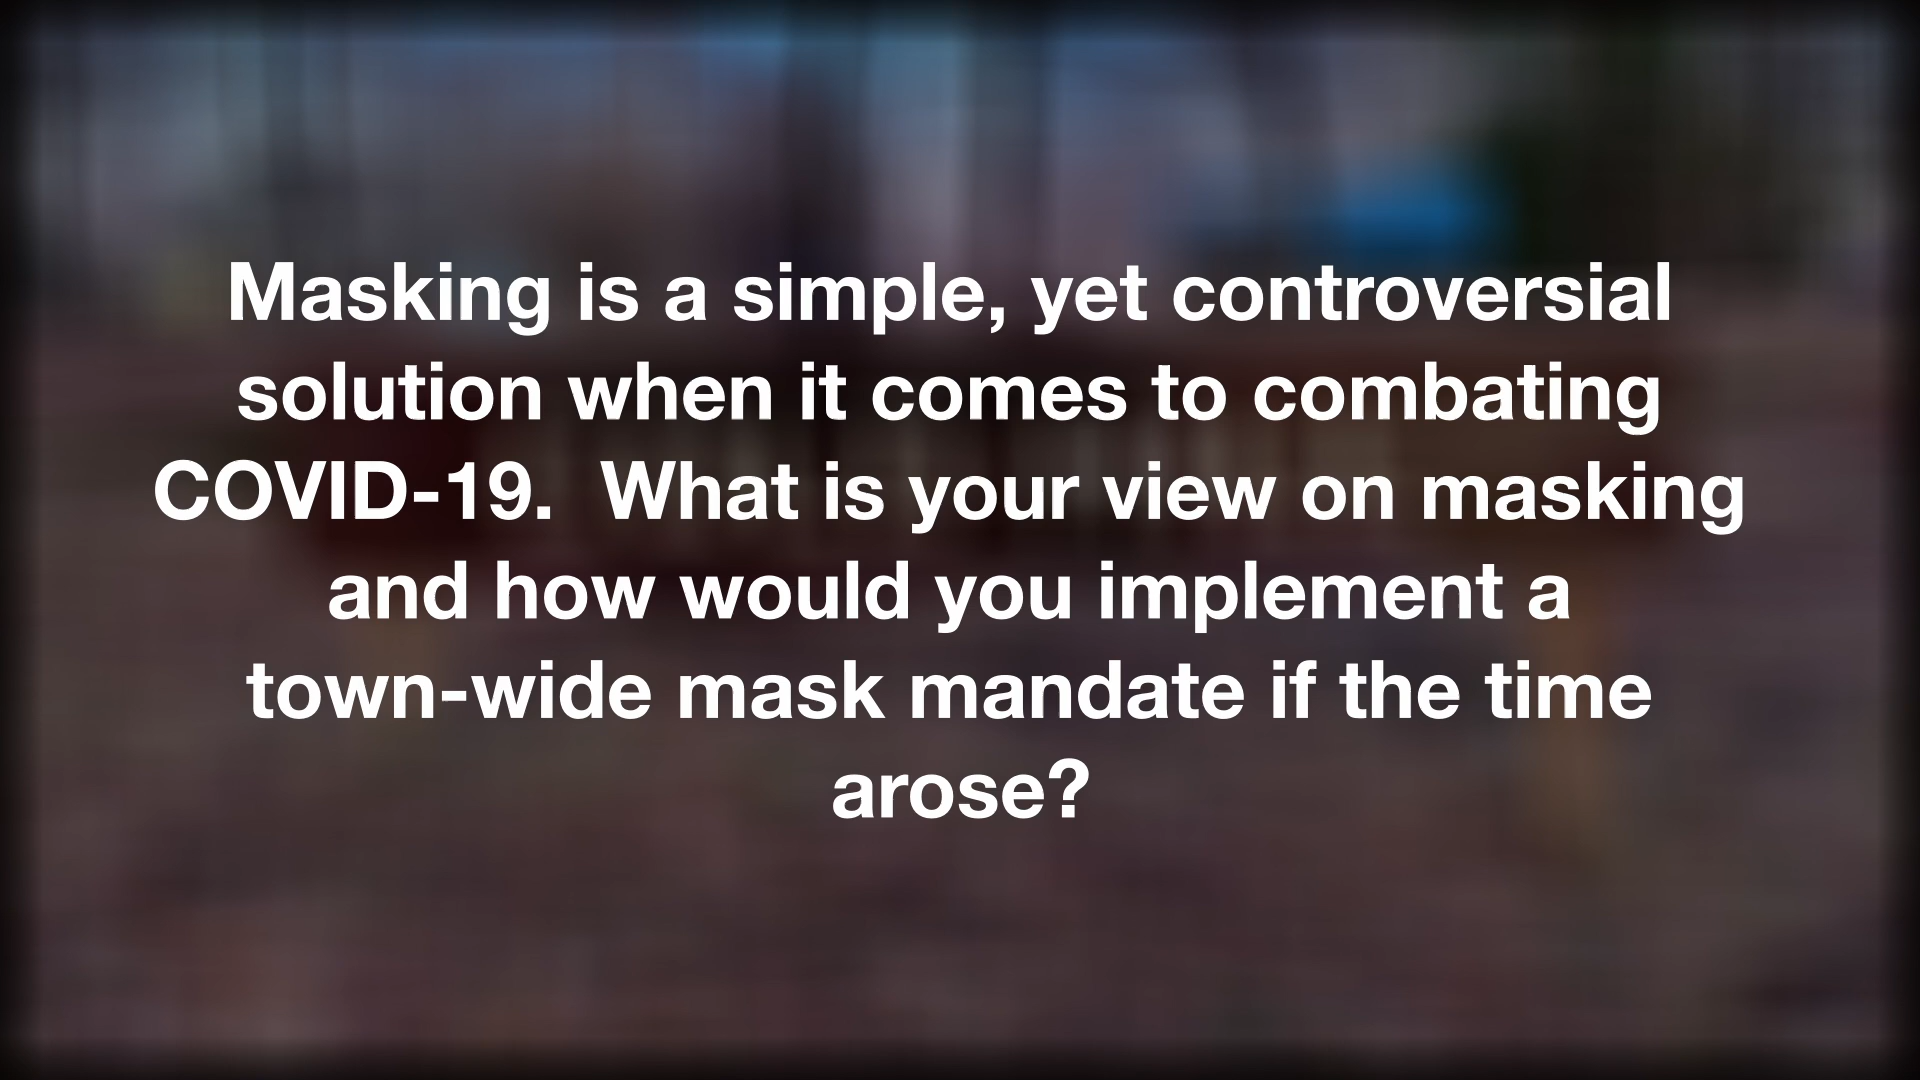 Masking is a simple, yet controversial
solution when it comes to combating
COVID-19.  What is your view on masking
and how would you implement a
town-wide mask mandate if the time
arose?